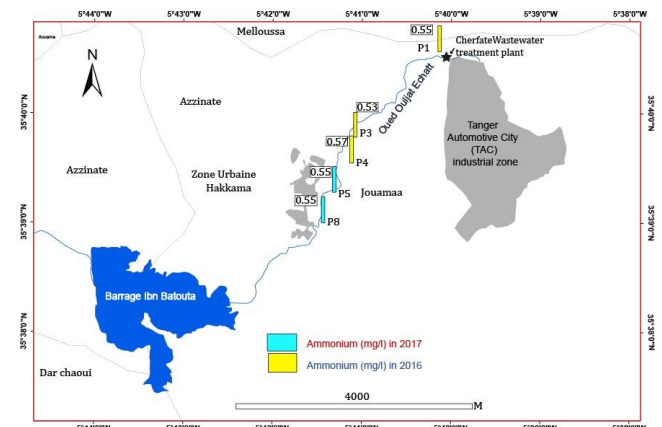 5°44'0"W 5°43'0"W 5°42'0"W 5°41'0"W 5°40'0"W 5°39'0"W 5°38'0"W
Melloussa
0.55
P1
CherfateWastewater
treatment plant
N
Azzinate
35°40'0"N
35°40'0"N
Oued Ouljat Echatt
0.53
P3
0.57
P4
Tanger
Automotive City
(TAC)
industrial zone
Azzinate
Zone Urbaine
Hakkama
0.55
P5
Jouamaa
0.55
P8
35°39'0"N
35°39'0"N
Barrage Ibn Batouta
35°38'0"N
35°38'0"N
Ammonium (mg/l) in 2017
Ammonium (mg/l) in 2016
Dar chaoui
4000
M